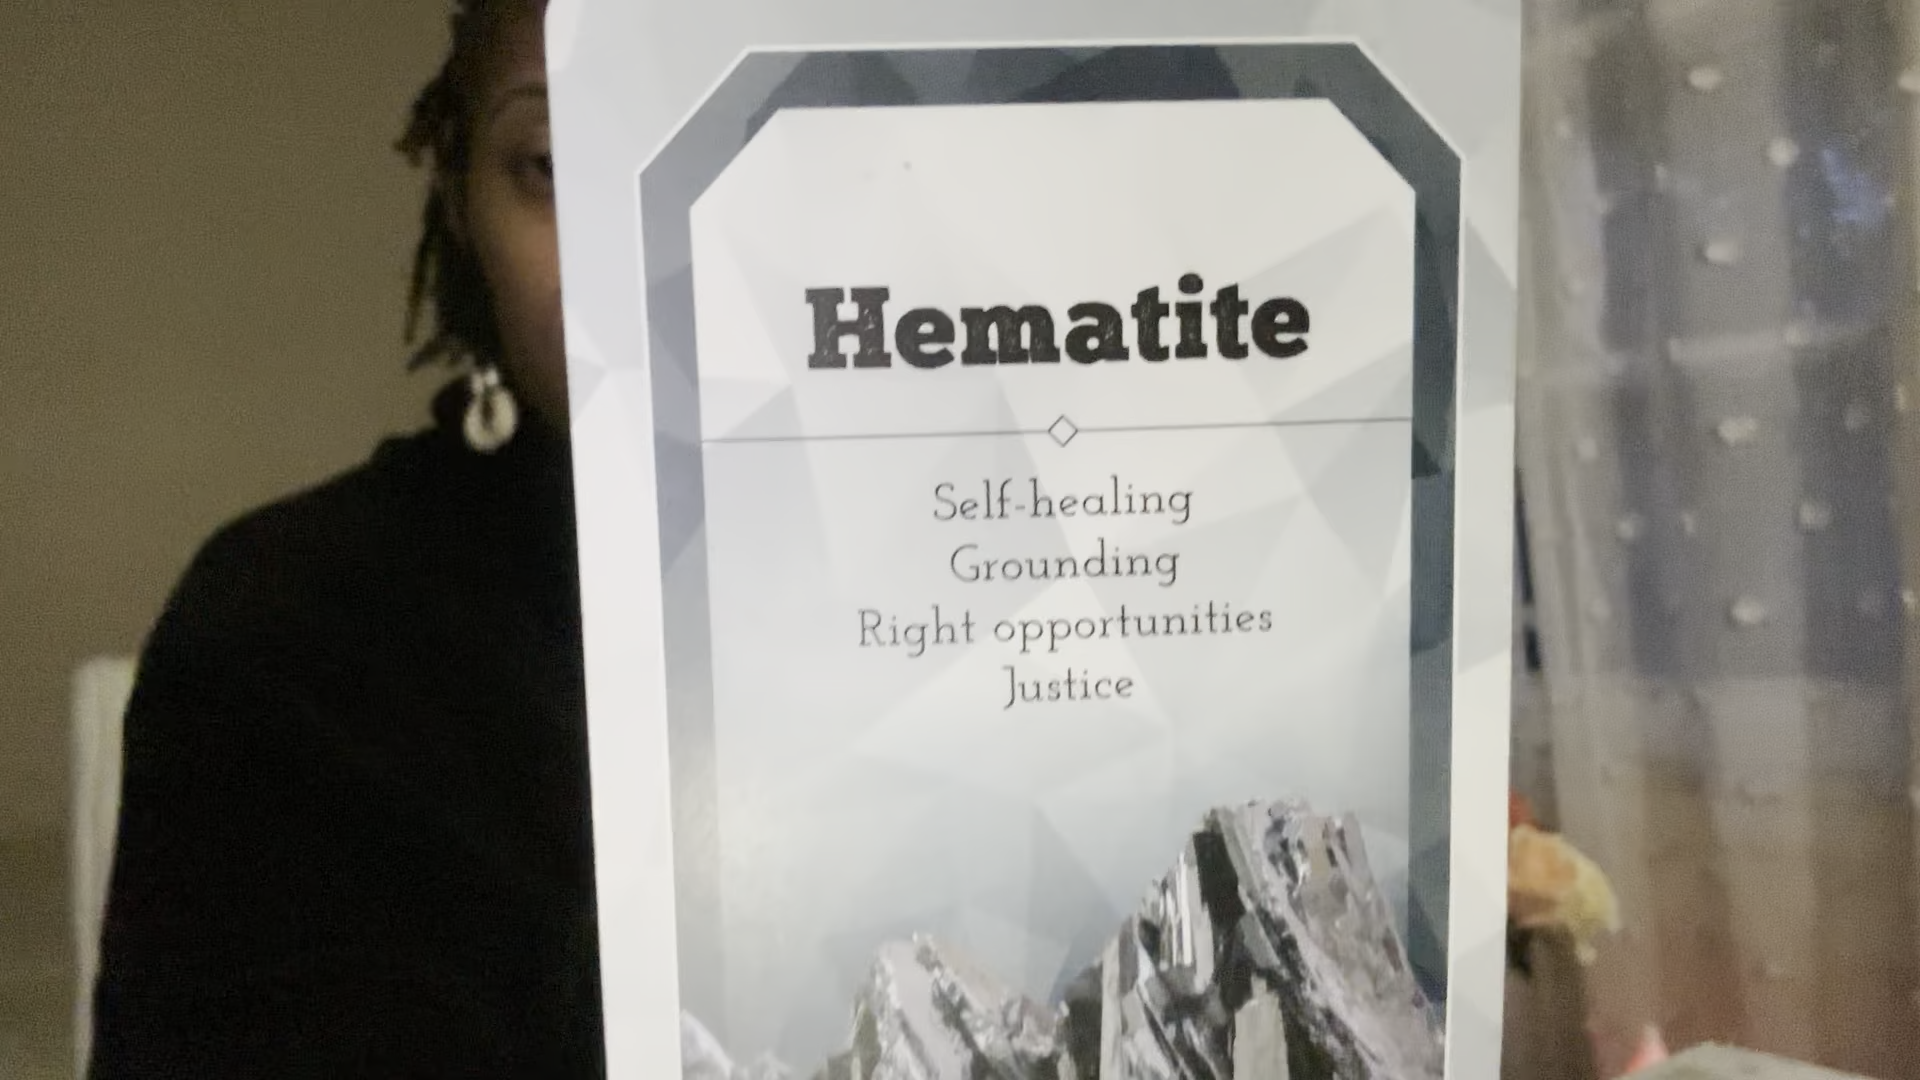 Hematite
Self-healing
Grounding
Right opportunities
Justice